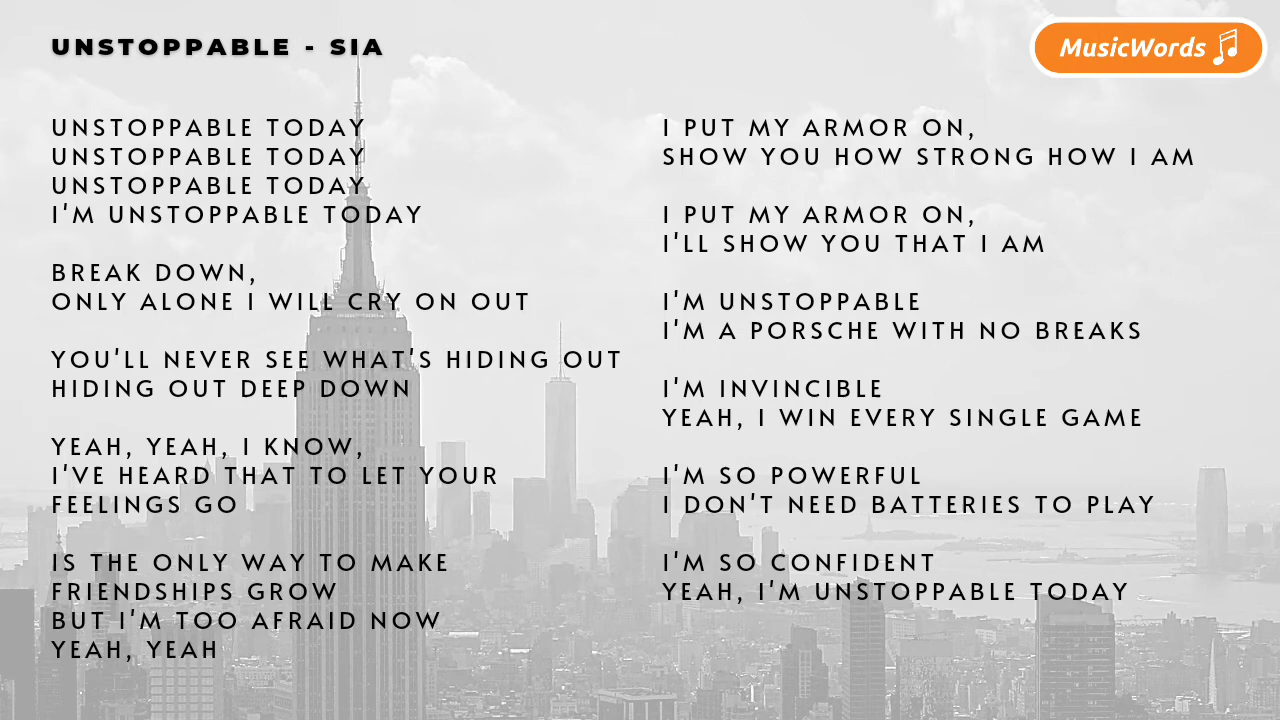 UNSTOPPABLE - SIA
MusicWords
UNSTOPPABLE TODAY
UNSTOPPABLE TODAY
UNSTOPPABLE TODAY
I'M UNSTOPPABLE TODAY
BREAK DOWN,
ONLY ALONE I WILL CRY ON OUT
YOU'LL NEVER SEE WHAT'S HIDING OUT
HIDING OUT DEEP DOWN
YEAH, YEAH, I KNOW,
I'VE HEARD THAT TO LET YOUR
FEELINGS GO
IS THE ONLY WAY TO MAKE
FRIENDSHIPS GROW
BUT I'M TOO AFRAID NOW
YEAH, YEAH
I PUT MY ARMOR ON,
SHOW YOU HOW STRONG HOW I AM
I PUT MY ARMOR ON,
I'LL SHOW YOU THAT I AM
I'M UNSTOPPABLE
I'M A PORSCHE WITH NO BREAKS
I'M INVINCIBLE
YEAH, I WIN EVERY SINGLE GAME
I'M SO POWERFUL
I DON'T NEED BATTERIES TO PLAY
I'M SO CONFIDENT
YEAH, I'M UNSTOPPABLE TODAY